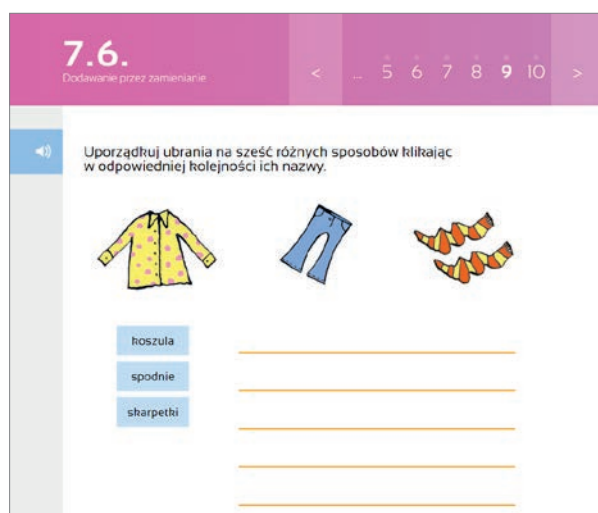 7.6.
Dodawanie przez zamienianie
< ... 5 6 7 8 9 10 >
Uporządkuj ubrania na sześć różnych sposobów klikając
w odpowiedniej kolejności ich nazwy.
koszula
spodnie
skarpetki